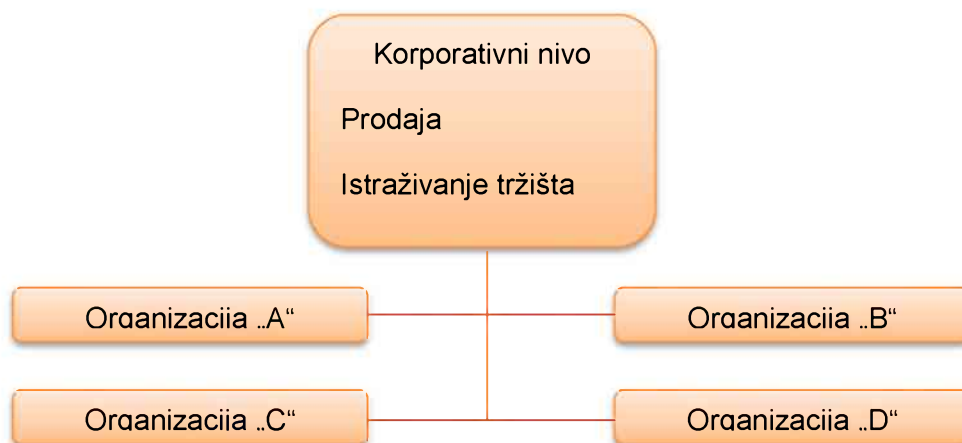 Korporativni nivo
Prodaja
Istraživanje tržišta
Organizacija „A“
Organizacija „B“
Organizacija „C“
Organizacija „D“